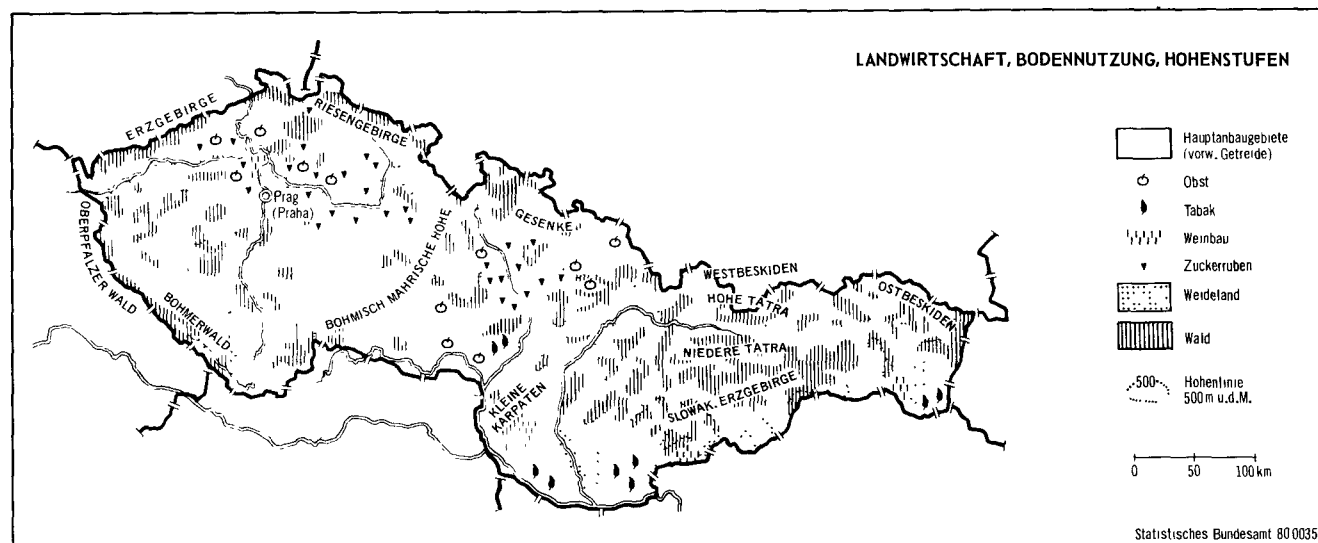 LANDWIRTSCHAFT, BODENNUTZUNG, HOHENSTUFEN
ERZGEBIRGE
RIESENGEBIRGE
Prag
(Praha)
OBERPFALZER WALD
BOHMERWALD
BOHMISCH MAHRISCHE HOHE
GESENKE
WESTBESKIDEN
HOHE TATRA
OSTBESKIDEN
NIEDERE TATRA
SLOWAK. ERZGEBIRGE
KLEINE
KARPATEN
Hauptanbaugebiete
(vorw. Getreide)
Obst
Tabak
Weinbau
Zuckerruben
Weideland
Wald
500
Hohenlinie
500m u.d.M.
0 50 100 km
Statistisches Bundesamt 80 0035